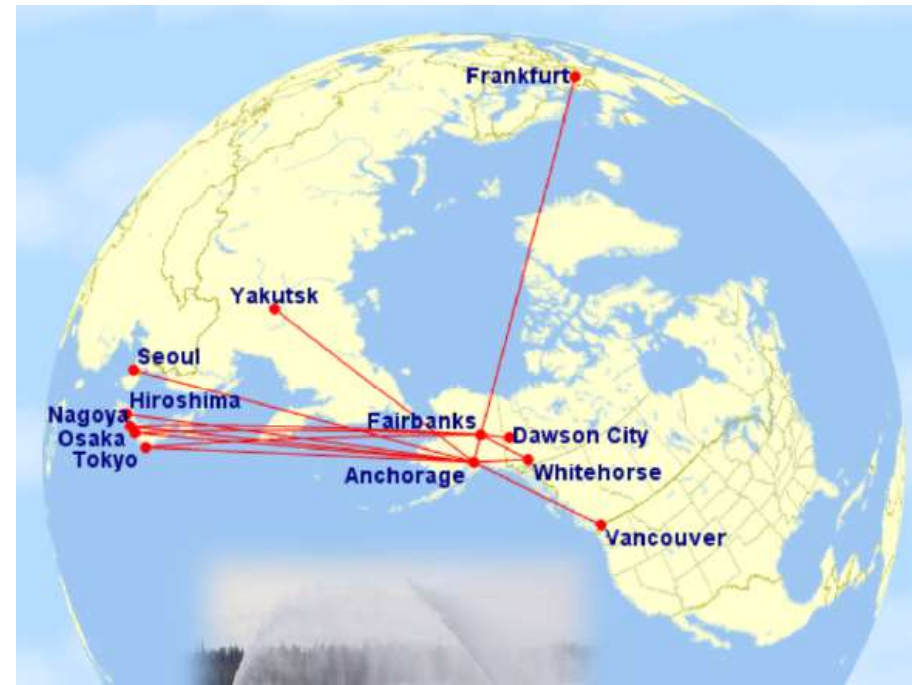 Frankfurt
Yakutsk
Seoul
Hiroshima
Nagoya
Fairbanks
Dawson City
Osaka
Tokyo
Anchorage
Whitehorse
Vancouver